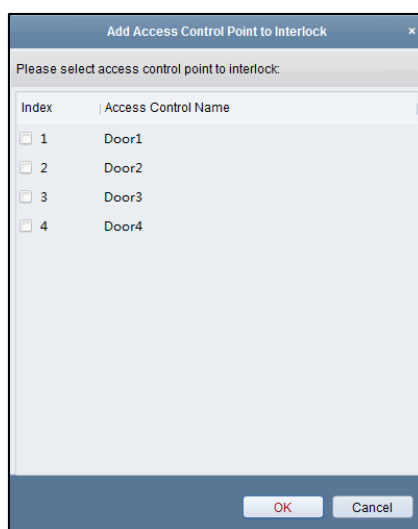 Add Access Control Point to Interlock ×
Please select access control point to interlock:
Index Access Control Name
1 Door1
2 Door2
3 Door3
4 Door4
OK Cancel